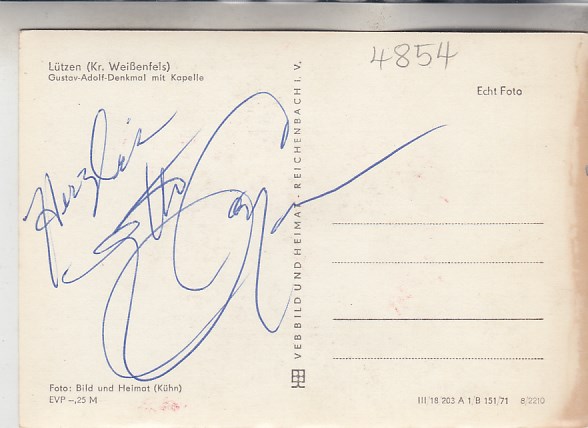 4854
Lützen (Kr. Weißenfels)
Gustav-Adolf-Denkmal mit Kapelle
Echt Foto
Herzlich
VEB BILD UND HEIMAT · REICHENBACH I. V.
Foto: Bild und Heimat (Kühn)
EVP –,25 M
III 18 203 A 1/B 151/71 8/2210